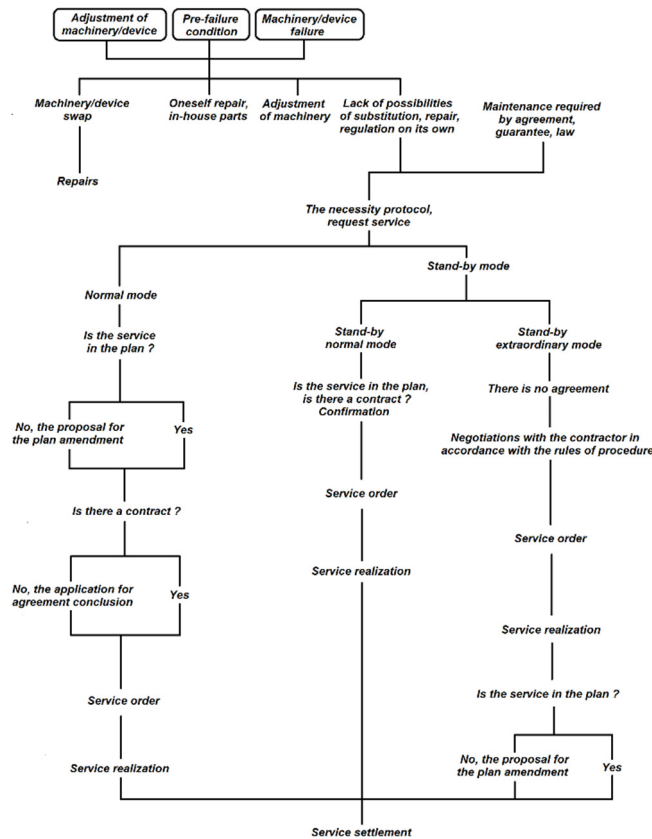 Adjustment of
machinery/device
Pre-failure
condition
Machinery/device
failure
Machinery/device
swap
Oneself repair,
in-house parts
Adjustment
of machinery
Lack of possibilities
of substitution, repair,
regulation on its own
Maintenance required
by agreement,
guarantee, law
Repairs
The necessity protocol,
request service
Stand-by mode
Normal mode
Is the service
in the plan ?
Stand-by
normal mode
Stand-by
extraordinary mode
Is the service in the plan,
is there a contract ?
Confirmation
There is no agreement
No, the proposal for
the plan amendment
Yes
Negotiations with the contractor in
accordance with the rules of procedure
Is there a contract ?
Service order
Service order
No, the application for
agreement conclusion
Yes
Service realization
Service realization
Service order
Is the service in the plan ?
Service realization
No, the proposal for
the plan amendment
Yes
Service settlement